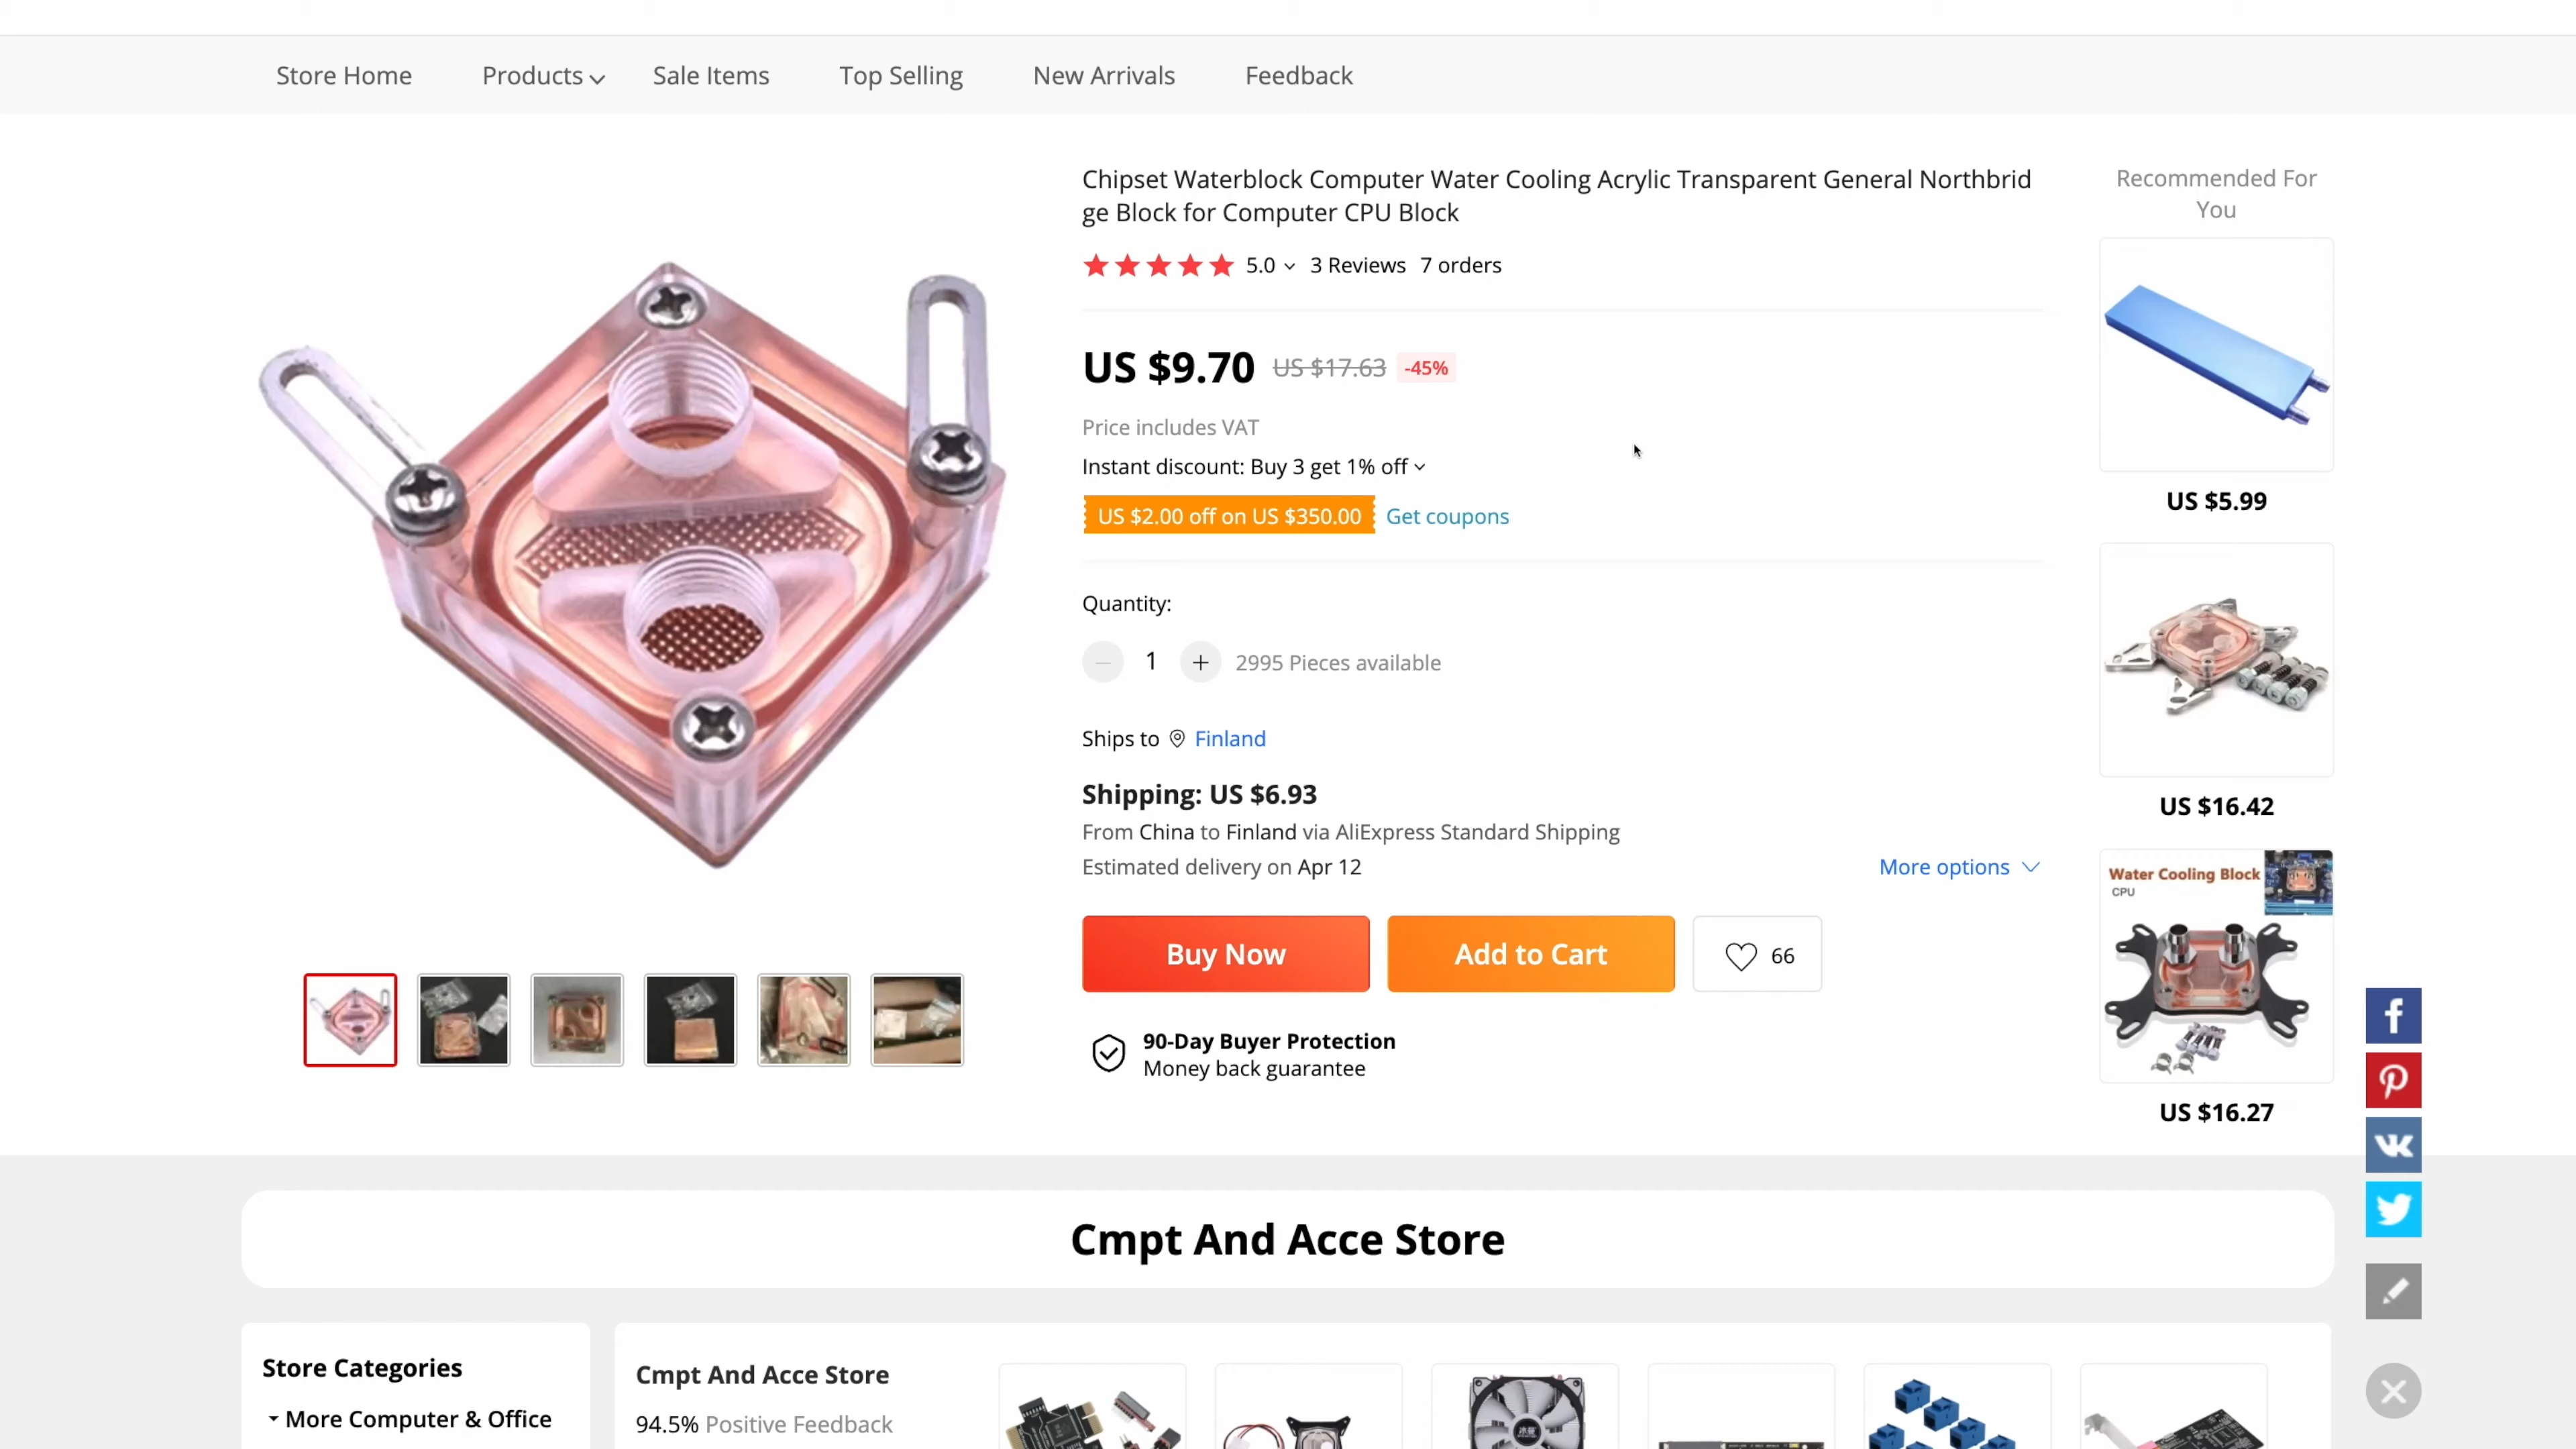 Store Home
Products
Sale Items
Top Selling
New Arrivals
Feedback
Chipset Waterblock Computer Water Cooling Acrylic Transparent General Northbrid
ge Block for Computer CPU Block
5.0
3 Reviews
7 orders
US $9.70
US $17.63
-45%
Price includes VAT
Instant discount: Buy 3 get 1% off
US $2.00 off on US $350.00
Get coupons
Quantity:
1
+
2995 Pieces available
Ships to
Finland
Shipping: US $6.93
From China to Finland via AliExpress Standard Shipping
Estimated delivery on Apr 12
More options
Buy Now
Add to Cart
66
90-Day Buyer Protection
Money back guarantee
Recommended For
You
US $5.99
US $16.42
Water Cooling Block
CPU
US $16.27
Cmpt And Acce Store
Store Categories
More Computer & Office
Cmpt And Acce Store
94.5% Positive Feedback